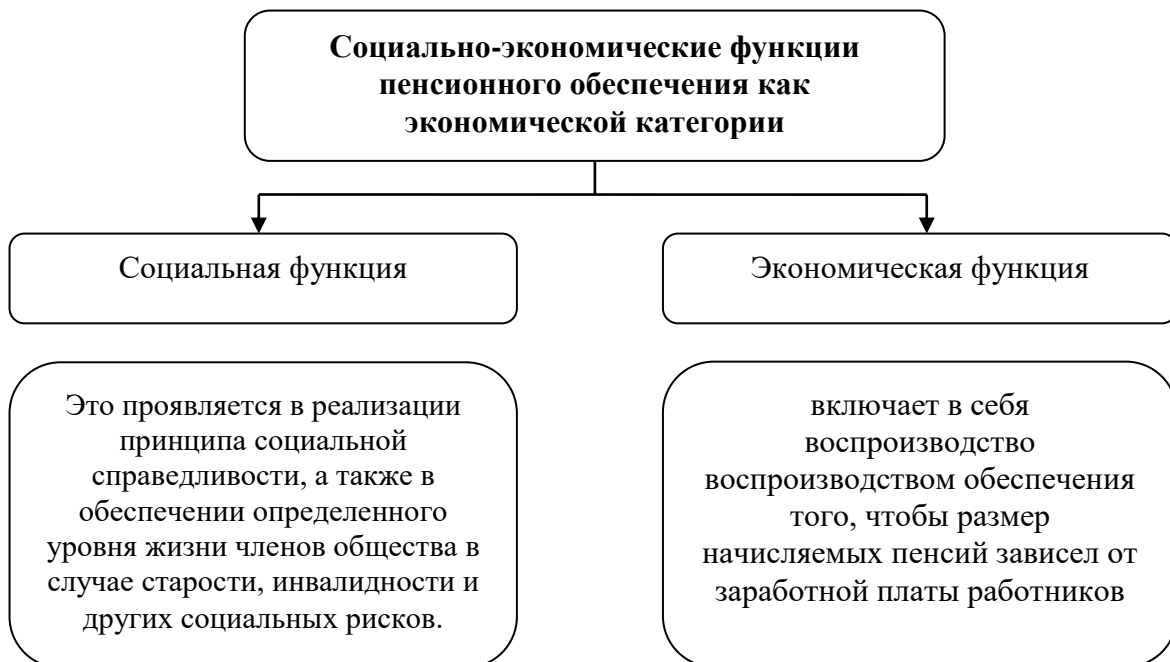 Социально-экономические функции
пенсионного обеспечения как
экономической категории
Социальная функция
Экономическая функция
Это проявляется в реализации
принципа социальной
справедливости, а также в
обеспечении определенного
уровня жизни членов общества в
случае старости, инвалидности и
других социальных рисков.
включает в себя
воспроизводство
воспроизводством обеспечения
того, чтобы размер
начисляемых пенсий зависел от
заработной платы работников